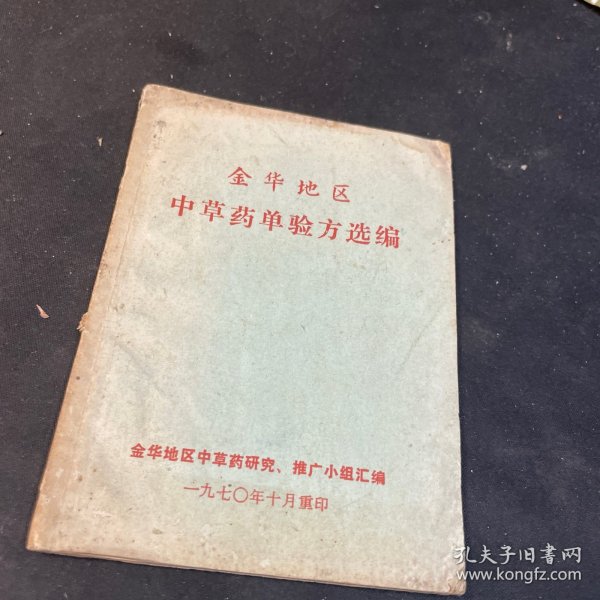 金华地区
中草药单验方选编
金华地区中草药研究、推广小组汇编
一九七〇年十月重印
孔夫子旧书网
www.kongfz.com